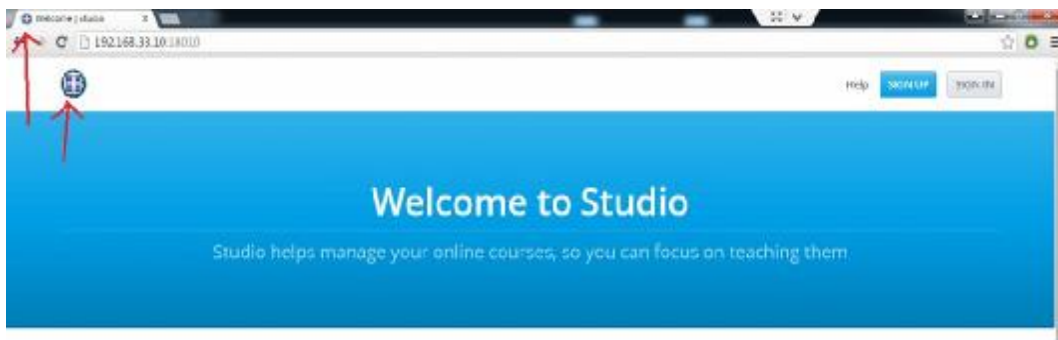 Welcome | Studio
192.168.33.10:18010
Help SIGN UP SIGN IN
Welcome to Studio
Studio helps manage your online courses, so you can focus on teaching them